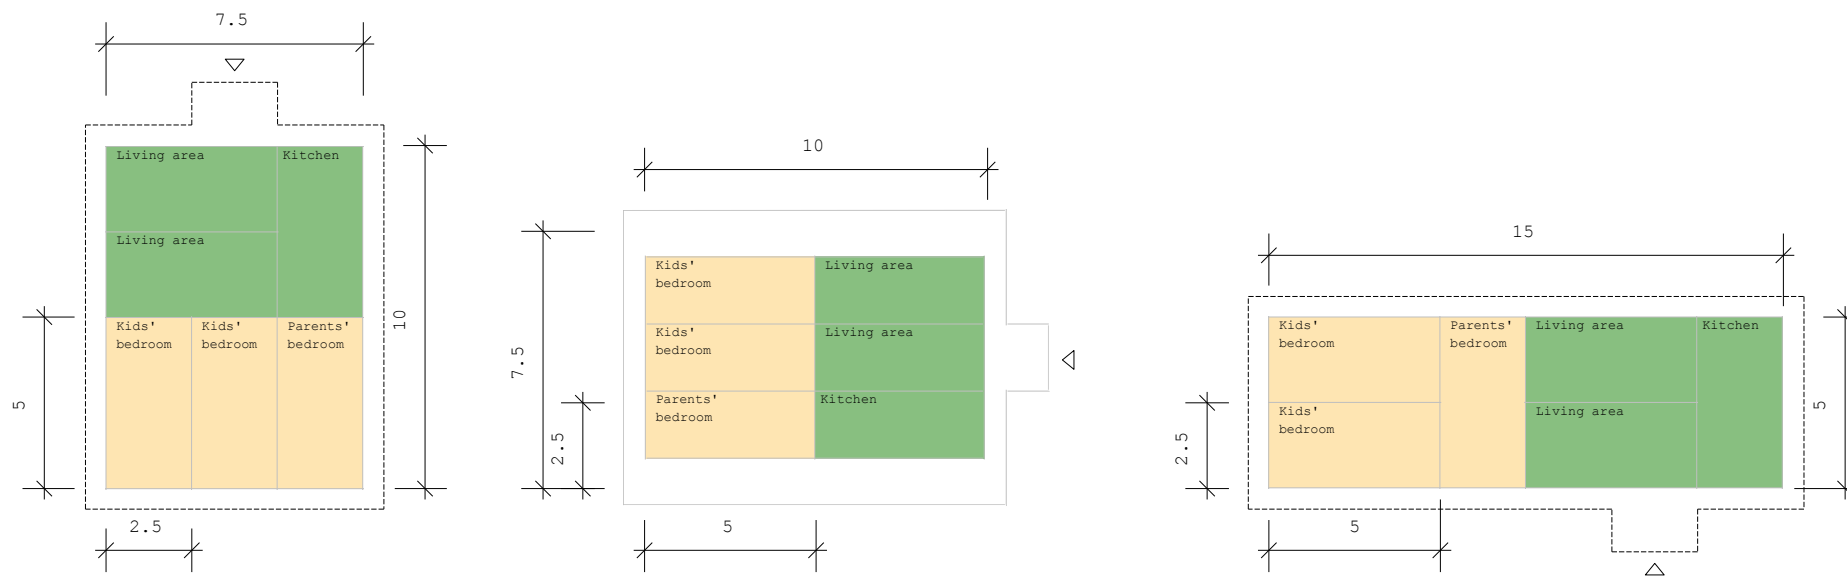 7.5
Living area
Kitchen
Living area
Kids'
bedroom
Kids'
bedroom
Parents'
bedroom
10
5
2.5
10
7.5
2.5
Kids'
bedroom
Living area
Kids'
bedroom
Living area
Parents'
bedroom
Kitchen
5
15
Kids'
bedroom
Parents'
bedroom
Living area
Kitchen
Kids'
bedroom
Living area
2.5
5
5